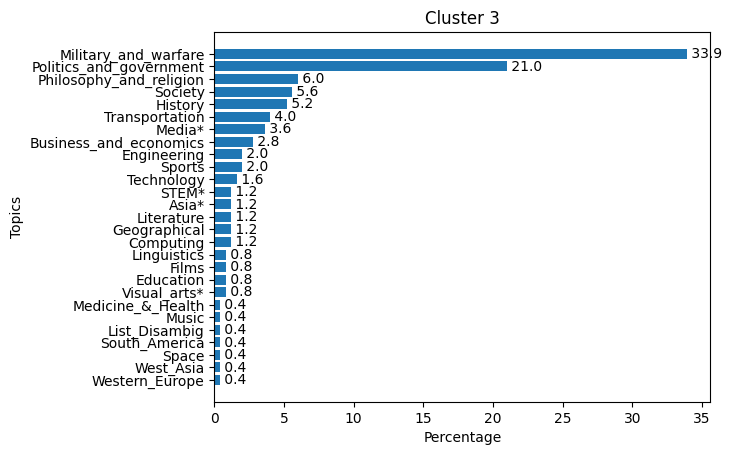 Cluster 3
Military_and_warfare 33.9
Politics_and_government 21.0
Philosophy_and_religion 6.0
Society 5.6
History 5.2
Transportation 4.0
Media* 3.6
Business_and_economics 2.8
Engineering 2.0
Sports 2.0
Technology 1.6
STEM* 1.2
Asia* 1.2
Literature 1.2
Geographical 1.2
Computing 1.2
Linguistics 0.8
Films 0.8
Education 0.8
Visual_arts* 0.8
Medicine_&_Health 0.4
Music 0.4
List_Disambig 0.4
South_America 0.4
Space 0.4
West_Asia 0.4
Western_Europe 0.4
Topics
0 5 10 15 20 25 30 35
Percentage